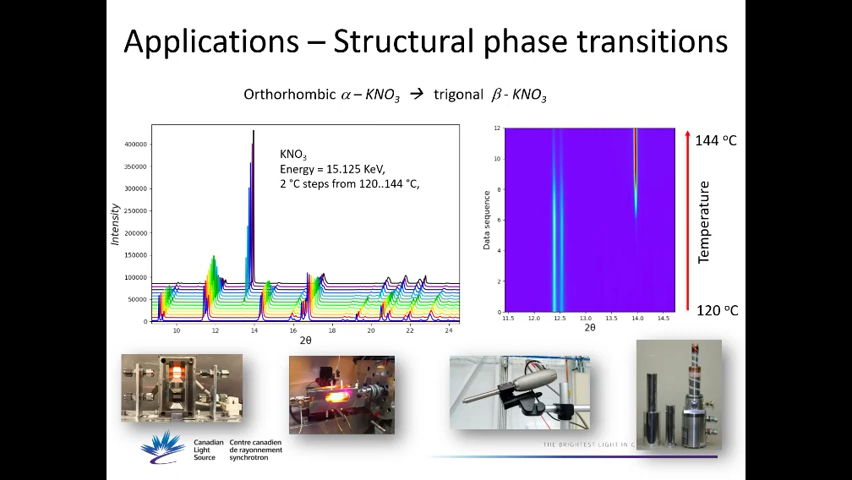 Applications – Structural phase transitions
Orthorhombic α – KNO₃ → trigonal β - KNO₃
KNO₃
Energy = 15.125 KeV,
2 °C steps from 120..144 °C,
Intensity
400000
350000
300000
250000
200000
150000
100000
50000
0
10 12 14 16 18 20 22 24
2θ
Data sequence
12
10
8
6
4
2
0
11.5 12.0 12.5 13.0 13.5 14.0 14.5
2θ
144 °C
Temperature
120 °C
Canadian Centre canadien
Light de rayonnement
Source synchrotron
THE BRIGHTEST LIGHT IN